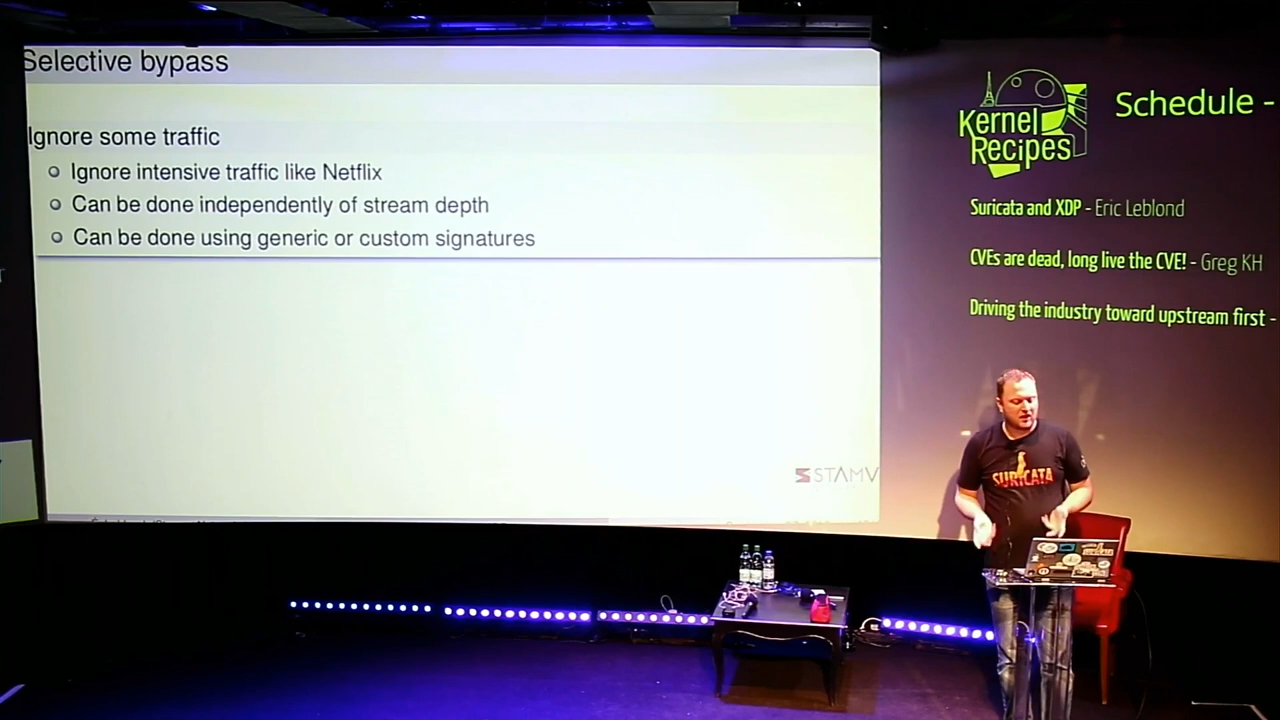 Selective bypass
Ignore some traffic
Ignore intensive traffic like Netflix
Can be done independently of stream depth
Can be done using generic or custom signatures
STAMV
Kernel
Recipes
Schedule -
Suricata and XDP - Eric Leblond
CVEs are dead, long live the CVE! - Greg KH
Driving the industry toward upstream first -
SURICATA